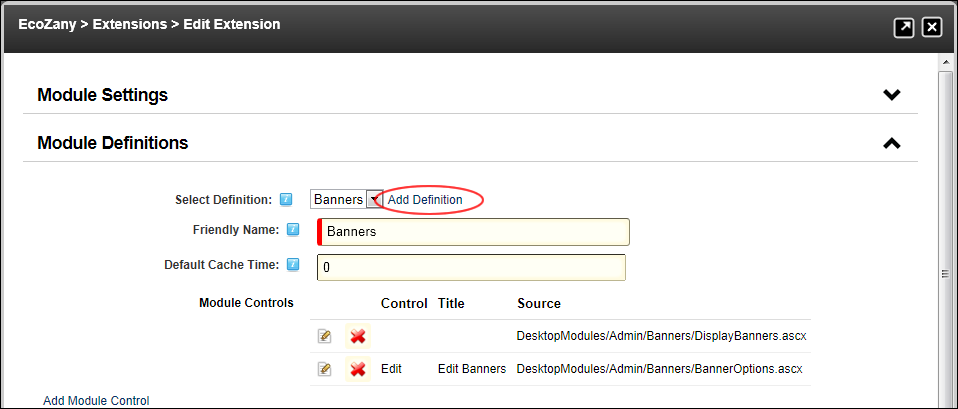 EcoZany > Extensions > Edit Extension
Module Settings
Module Definitions
Select Definition: Banners Add Definition
Friendly Name: Banners
Default Cache Time: 0
Module Controls Control Title Source
DesktopModules/Admin/Banners/DisplayBanners.ascx
Edit Edit Banners DesktopModules/Admin/Banners/BannerOptions.ascx
Add Module Control